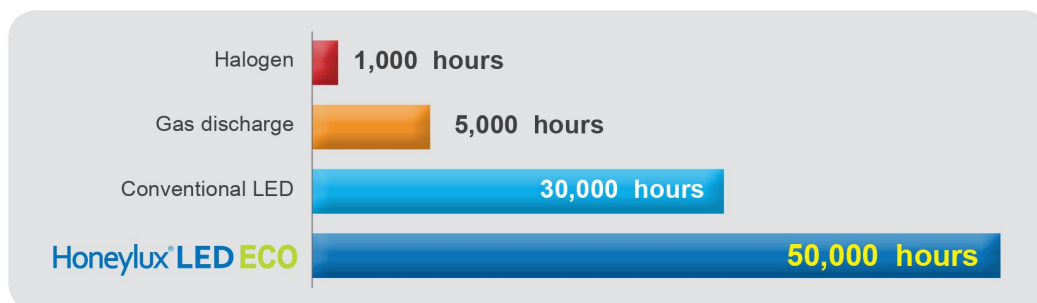 Halogen 1,000 hours
Gas discharge 5,000 hours
Conventional LED 30,000 hours
Honeylux® LED ECO 50,000 hours